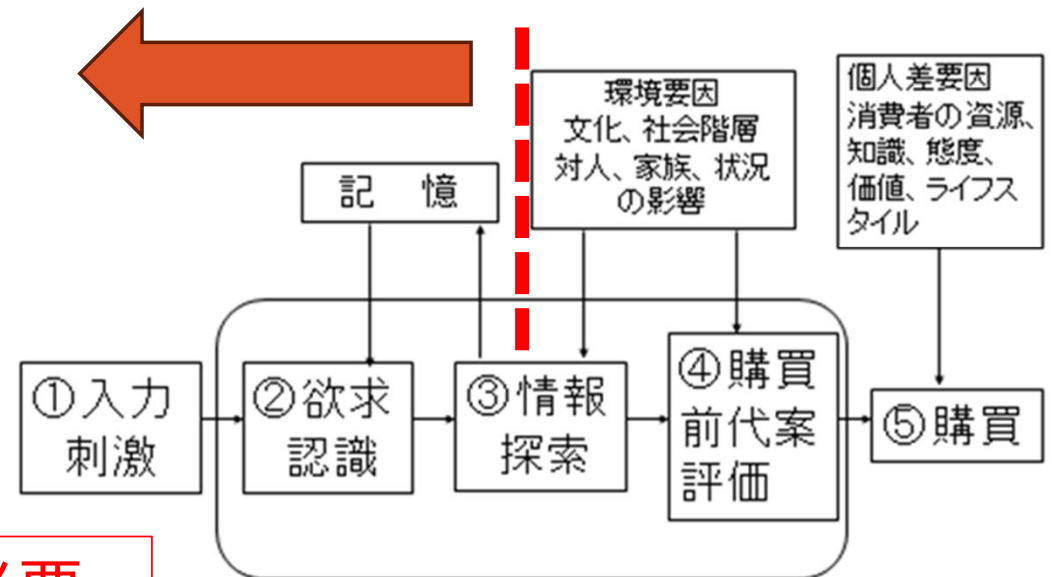 環境要因
文化、社会階層
対人、家族、状況
の影響
個人差要因
消費者の資源、
知識、態度、
価値、ライフス
タイル
記 憶
①入力
刺激
②欲求
認識
③情報
探索
④購買
前代案
評価
⑤購買